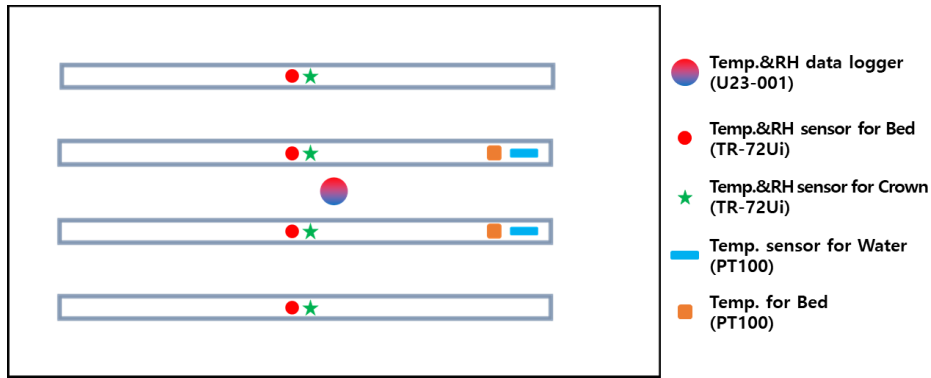 Temp.&RH data logger
(U23-001)
Temp.&RH sensor for Bed
(TR-72Ui)
Temp.&RH sensor for Crown
(TR-72Ui)
Temp. sensor for Water
(PT100)
Temp. for Bed
(PT100)